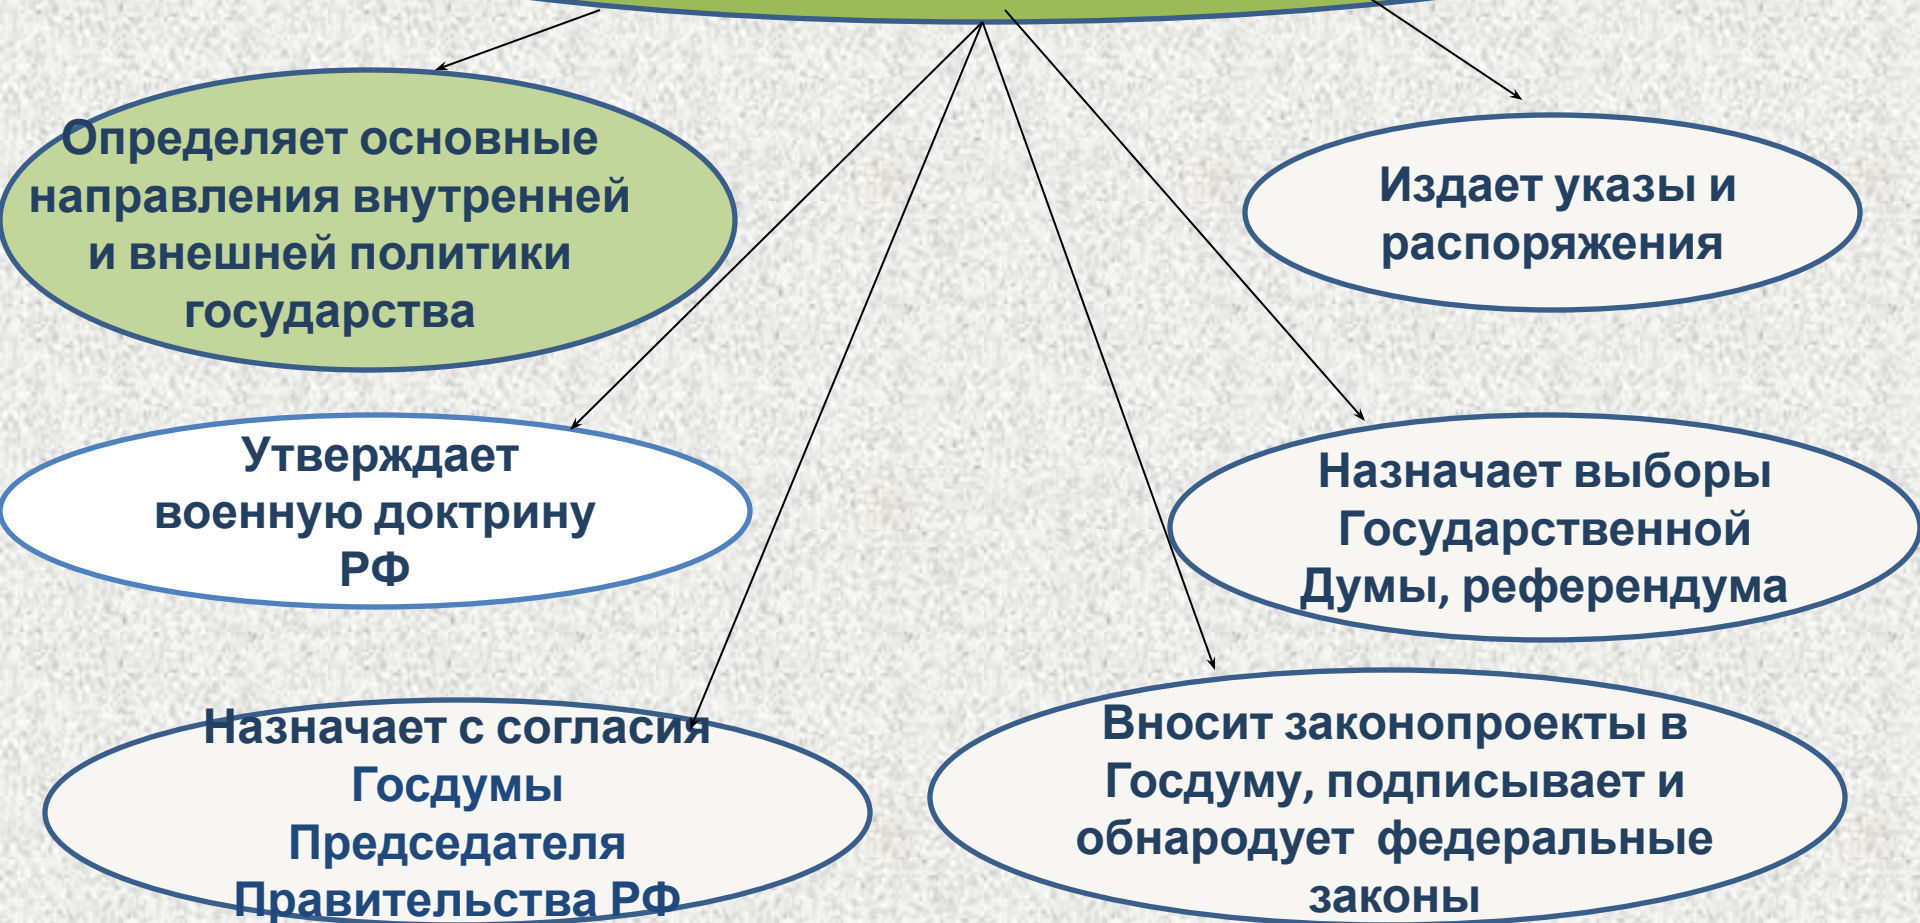 Определяет основные
направления внутренней
и внешней политики
государства
Издает указы и
распоряжения
Утверждает
военную доктрину
РФ
Назначает выборы
Государственной
Думы, референдума
Назначает с согласия
Госдумы
Председателя
Правительства РФ
Вносит законопроекты в
Госдуму, подписывает и
обнародует федеральные
законы